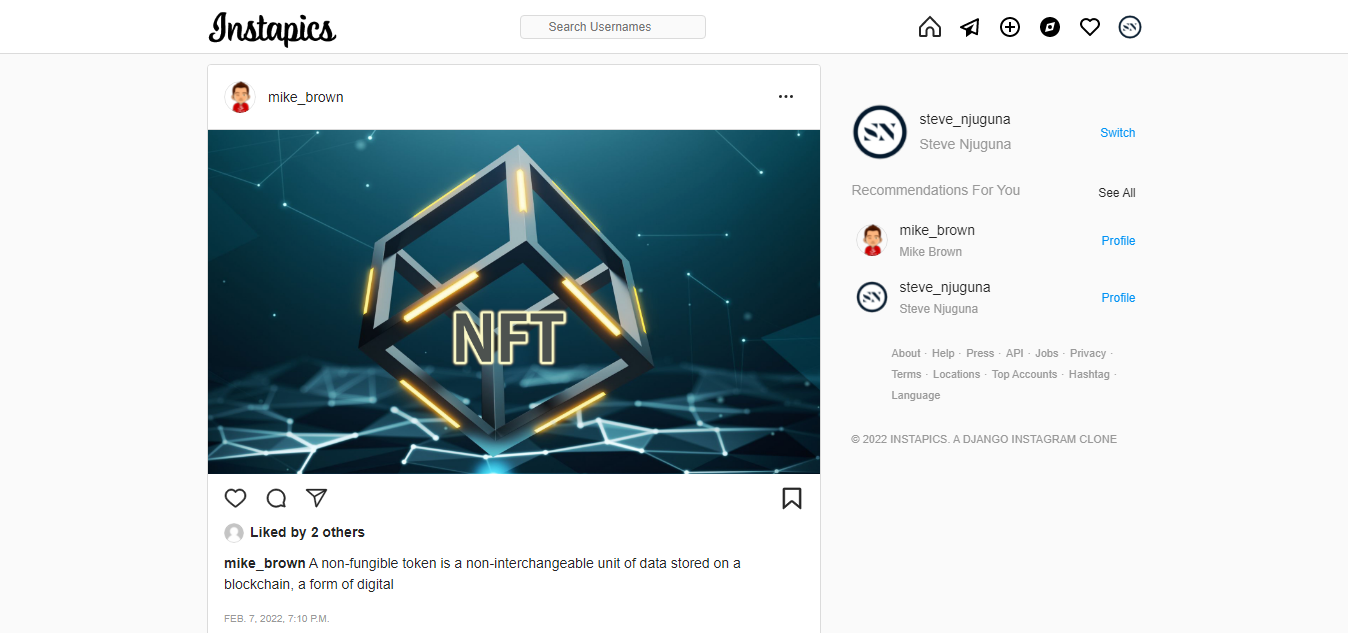 Instapics
Search Usernames
SN
mike_brown
NFT
Liked by 2 others
mike_brown A non-fungible token is a non-interchangeable unit of data stored on a
blockchain, a form of digital
FEB. 7, 2022, 7:10 P.M.
SN
steve_njuguna
Steve Njuguna
Switch
Recommendations For You
See All
mike_brown
Mike Brown
Profile
SN
steve_njuguna
Steve Njuguna
Profile
About · Help · Press · API · Jobs · Privacy ·
Terms · Locations · Top Accounts · Hashtag ·
Language
© 2022 INSTAPICS. A DJANGO INSTAGRAM CLONE